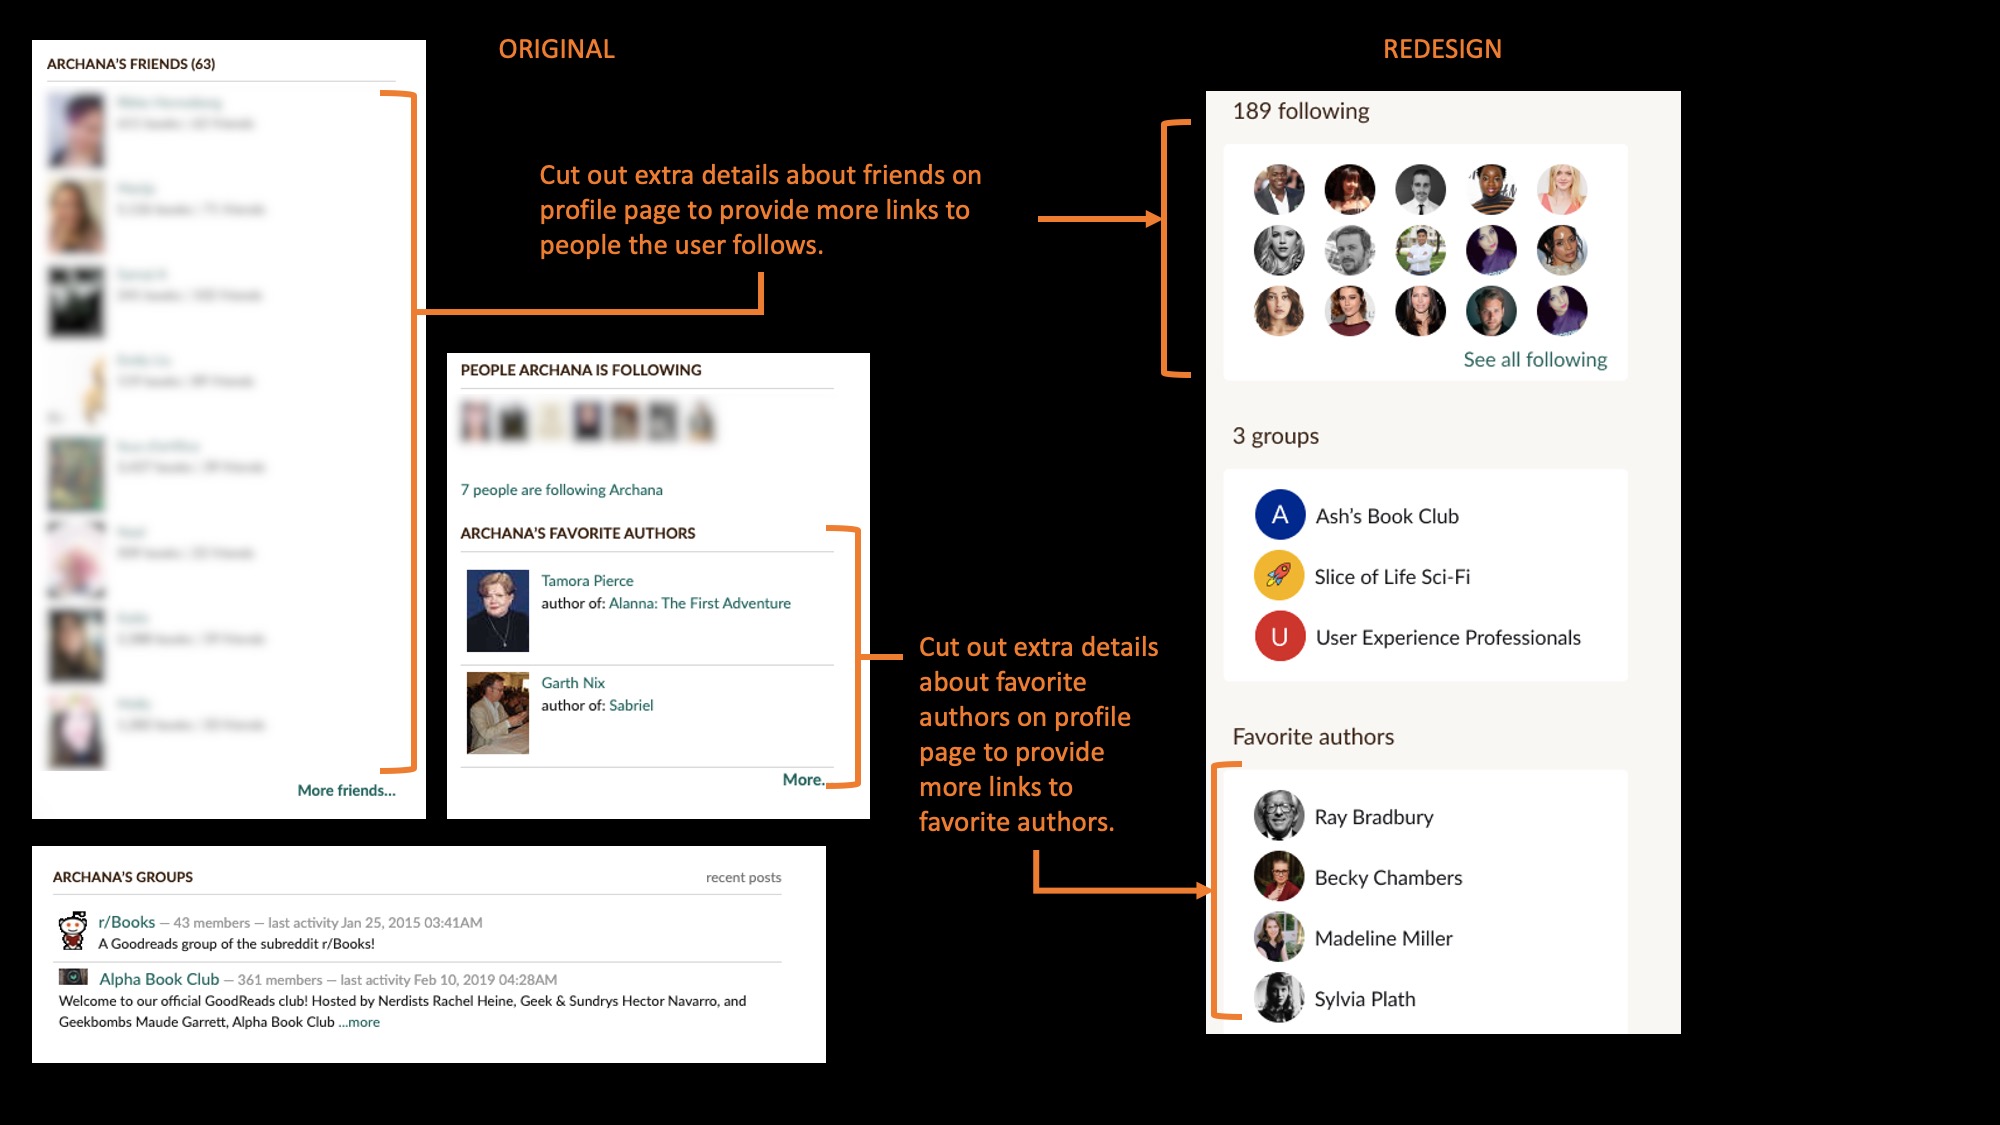 ORIGINAL
REDESIGN
ARCHANA'S FRIENDS (63)
More friends...
Cut out extra details about friends on
profile page to provide more links to
people the user follows.
PEOPLE ARCHANA IS FOLLOWING
7 people are following Archana
ARCHANA'S FAVORITE AUTHORS
Tamora Pierce
author of: Alanna: The First Adventure
Garth Nix
author of: Sabriel
More.
Cut out extra details
about favorite
authors on profile
page to provide
more links to
favorite authors.
ARCHANA'S GROUPS
recent posts
r/Books — 43 members — last activity Jan 25, 2015 03:41AM
A Goodreads group of the subreddit r/Books!
Alpha Book Club — 361 members — last activity Feb 10, 2019 04:28AM
Welcome to our official GoodReads club! Hosted by Nerdists Rachel Heine, Geek & Sundrys Hector Navarro, and
Geekbombs Maude Garrett, Alpha Book Club ...more
189 following
See all following
3 groups
A Ash's Book Club
Slice of Life Sci-Fi
U User Experience Professionals
Favorite authors
Ray Bradbury
Becky Chambers
Madeline Miller
Sylvia Plath